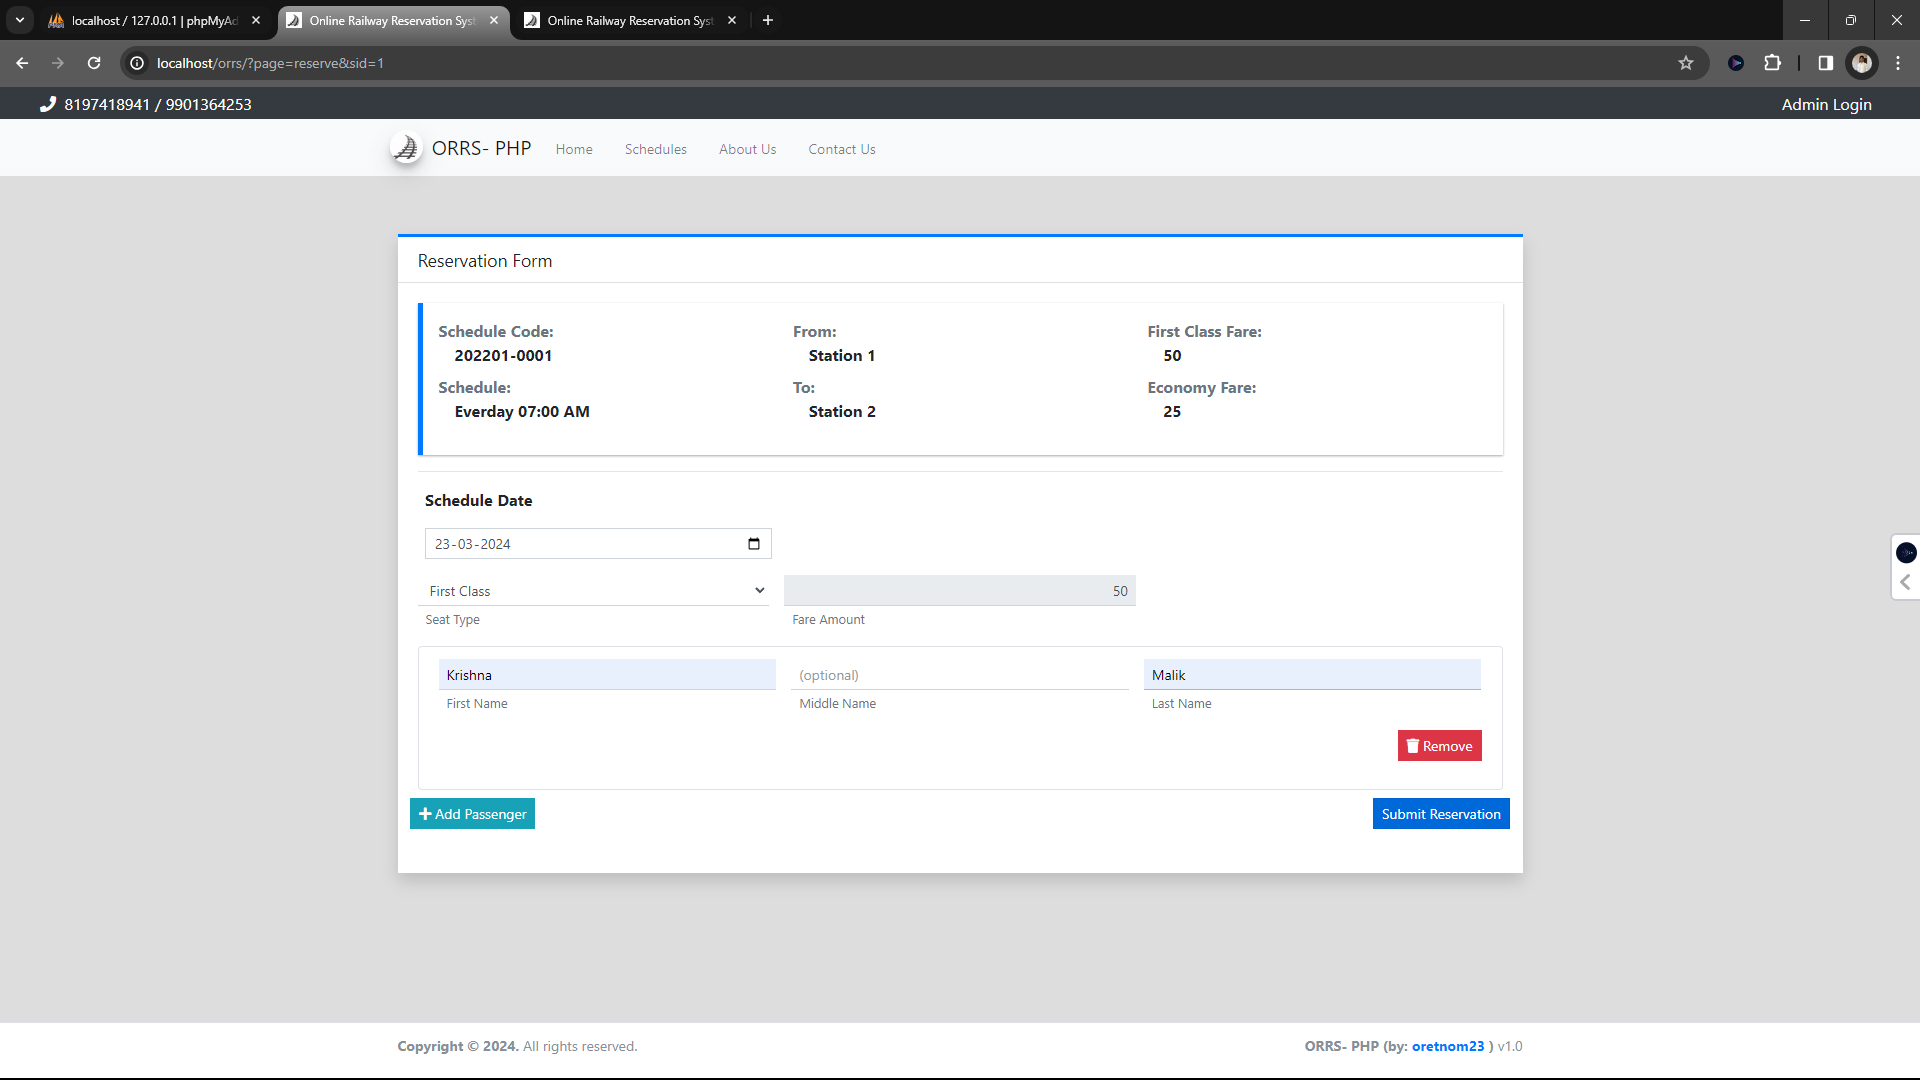 localhost / 127.0.0.1 | phpMyAd
Online Railway Reservation Syst
Online Railway Reservation Syst
localhost/orrs/?page=reserve&sid=1
8197418941 / 9901364253
Admin Login
ORRS- PHP
Home
Schedules
About Us
Contact Us
Reservation Form
Schedule Code:
202201-0001
Schedule:
Everday 07:00 AM
From:
Station 1
To:
Station 2
First Class Fare:
50
Economy Fare:
25
Schedule Date
23-03-2024
First Class
Seat Type
50
Fare Amount
Krishna
First Name
(optional)
Middle Name
Malik
Last Name
Remove
Add Passenger
Submit Reservation
Copyright © 2024. All rights reserved.
ORRS- PHP (by: oretnom23 ) v1.0